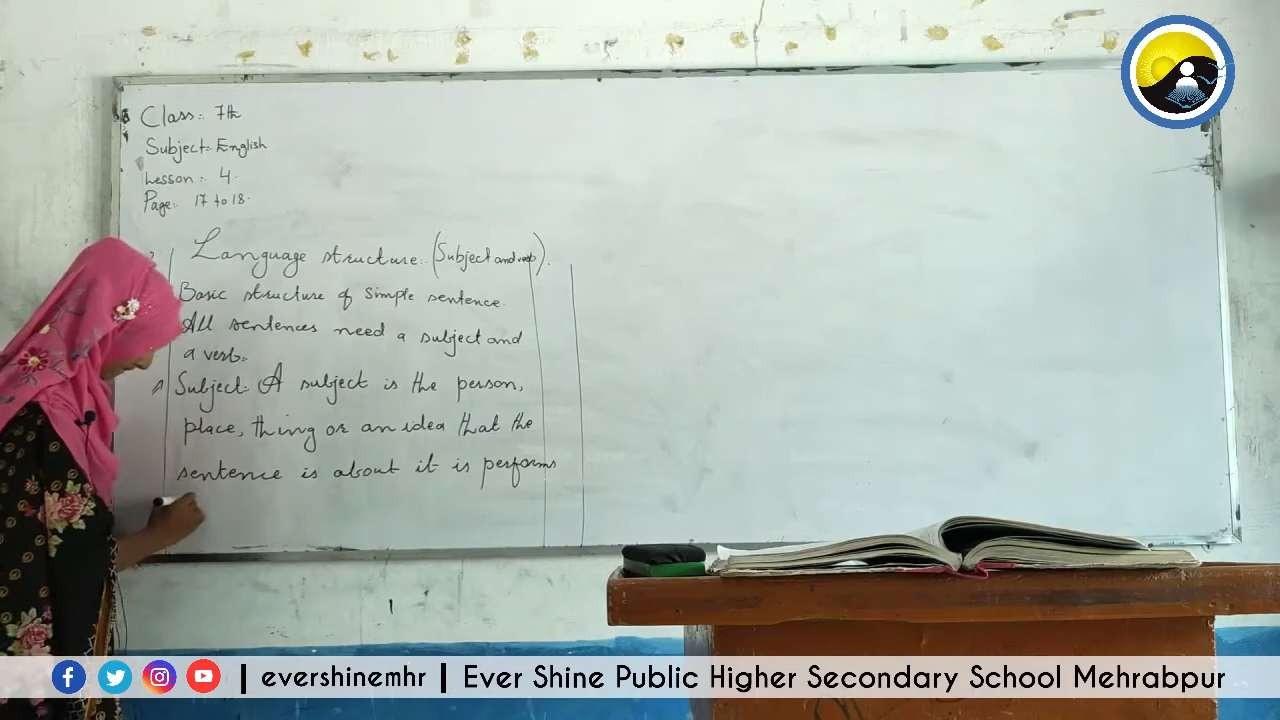 Class:- 7th
Subject:- English
Lesson:- 4.
Page:- 17 to 18.
Language structure:- (Subject and verb).
Basic structure of simple sentence.
All sentences need a subject and
a verb:-
Subject:- A subject is the person,
place, thing or an idea that the
sentence is about it is performs
| evershinemhr | Ever Shine Public Higher Secondary School Mehrabpur